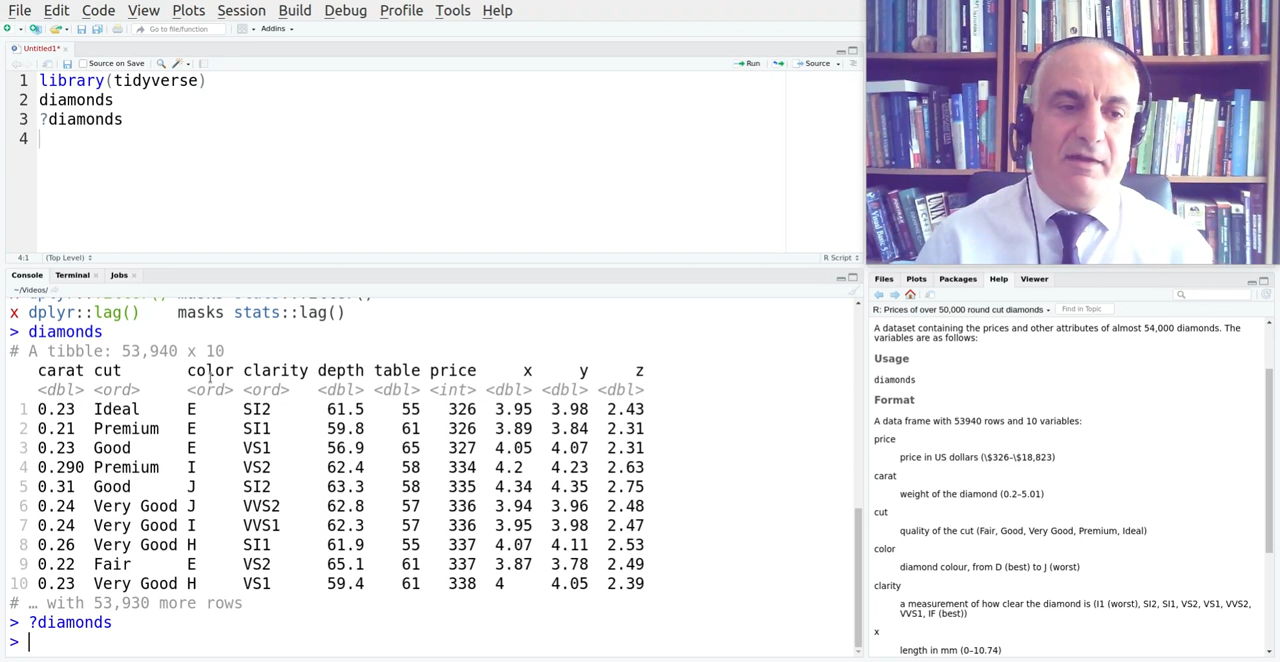 File Edit Code View Plots Session Build Debug Profile Tools Help
Go to file/function Addins
Untitled1*
Source on Save Run Source
1 library(tidyverse)
2 diamonds
3 ?diamonds
4
4:1 (Top Level) R Script
Console Terminal Jobs
~/Videos/
x dplyr::lag() masks stats::lag()
> diamonds
# A tibble: 53,940 x 10
carat cut color clarity depth table price x y z
<dbl> <ord> <ord> <ord> <dbl> <dbl> <int> <dbl> <dbl> <dbl>
1 0.23 Ideal E SI2 61.5 55 326 3.95 3.98 2.43
2 0.21 Premium E SI1 59.8 61 326 3.89 3.84 2.31
3 0.23 Good E VS1 56.9 65 327 4.05 4.07 2.31
4 0.290 Premium I VS2 62.4 58 334 4.2 4.23 2.63
5 0.31 Good J SI2 63.3 58 335 4.34 4.35 2.75
6 0.24 Very Good J VVS2 62.8 57 336 3.94 3.96 2.48
7 0.24 Very Good I VVS1 62.3 57 336 3.95 3.98 2.47
8 0.26 Very Good H SI1 61.9 55 337 4.07 4.11 2.53
9 0.22 Fair E VS2 65.1 61 337 3.87 3.78 2.49
10 0.23 Very Good H VS1 59.4 61 338 4 4.05 2.39
# … with 53,930 more rows
> ?diamonds
>
Files Plots Packages Help Viewer
R: Prices of over 50,000 round cut diamonds Find in Topic
A dataset containing the prices and other attributes of almost 54,000 diamonds. The
variables are as follows:
Usage
diamonds
Format
A data frame with 53940 rows and 10 variables:
price
price in US dollars (\$326–\$18,823)
carat
weight of the diamond (0.2–5.01)
cut
quality of the cut (Fair, Good, Very Good, Premium, Ideal)
color
diamond colour, from D (best) to J (worst)
clarity
a measurement of how clear the diamond is (I1 (worst), SI2, SI1, VS2, VS1, VVS2,
VVS1, IF (best))
x
length in mm (0–10.74)
UNIX